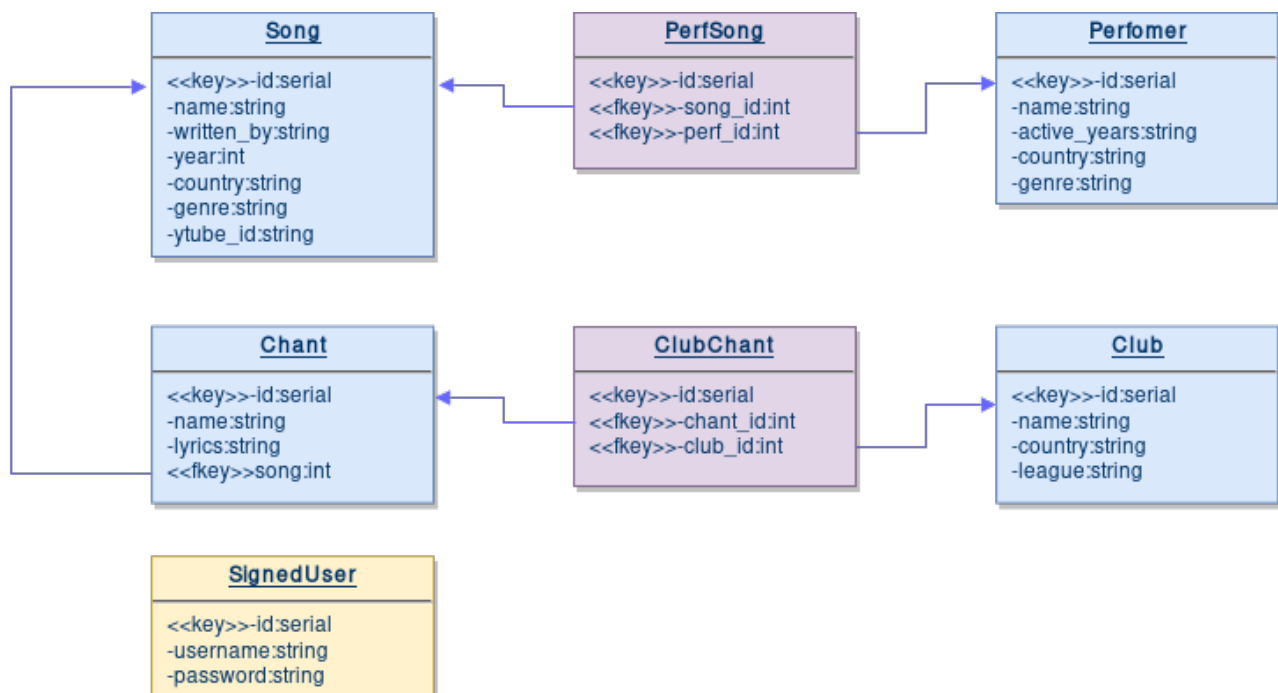 Song
<<key>>-id:serial
-name:string
-written_by:string
-year:int
-country:string
-genre:string
-ytube_id:string
PerfSong
<<key>>-id:serial
<<fkey>>-song_id:int
<<fkey>>-perf_id:int
Perfomer
<<key>>-id:serial
-name:string
-active_years:string
-country:string
-genre:string
Chant
<<key>>-id:serial
-name:string
-lyrics:string
<<fkey>>song:int
ClubChant
<<key>>-id:serial
<<fkey>>-chant_id:int
<<fkey>>-club_id:int
Club
<<key>>-id:serial
-name:string
-country:string
-league:string
SignedUser
<<key>>-id:serial
-username:string
-password:string